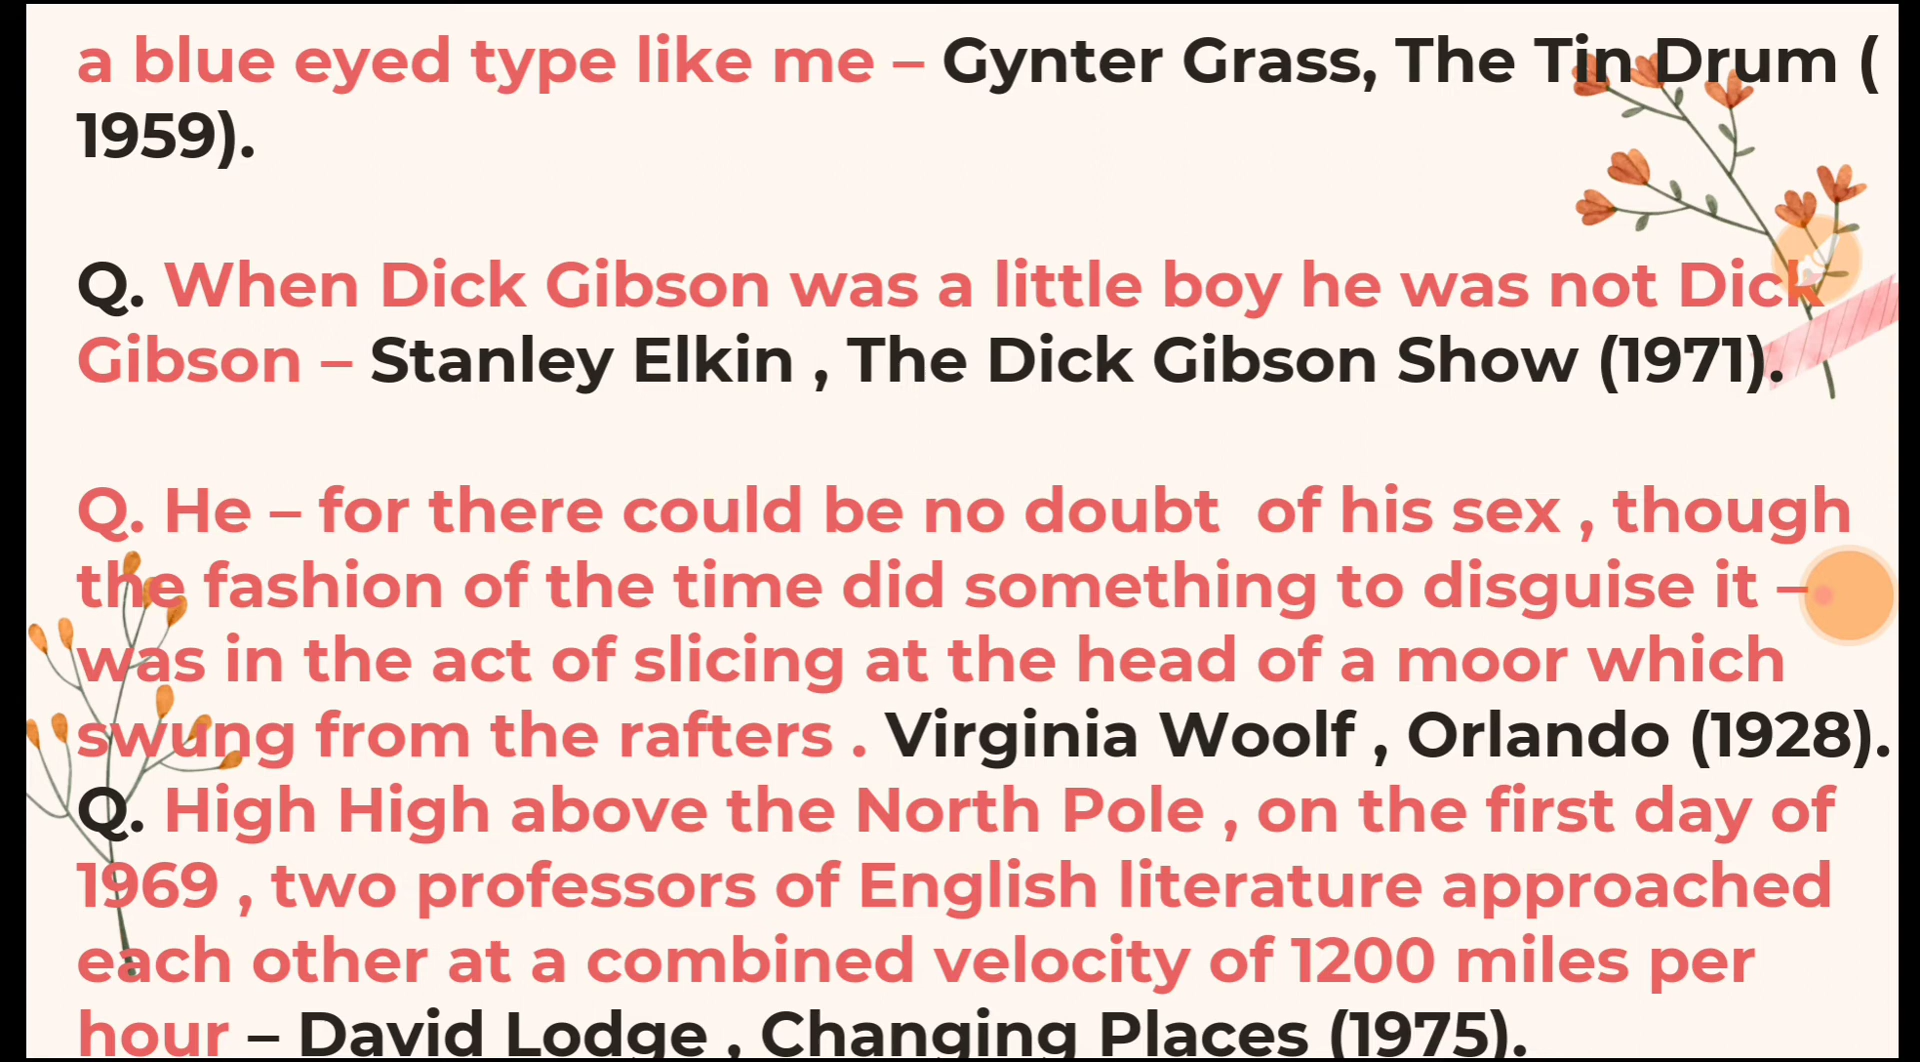 a blue eyed type like me – Gynter Grass, The Tin Drum (
1959).
Q. When Dick Gibson was a little boy he was not Dick
Gibson – Stanley Elkin , The Dick Gibson Show (1971).
Q. He – for there could be no doubt  of his sex , though
the fashion of the time did something to disguise it –
was in the act of slicing at the head of a moor which
swung from the rafters . Virginia Woolf , Orlando (1928).
Q. High High above the North Pole , on the first day of
1969 , two professors of English literature approached
each other at a combined velocity of 1200 miles per
hour – David Lodge , Changing Places (1975).